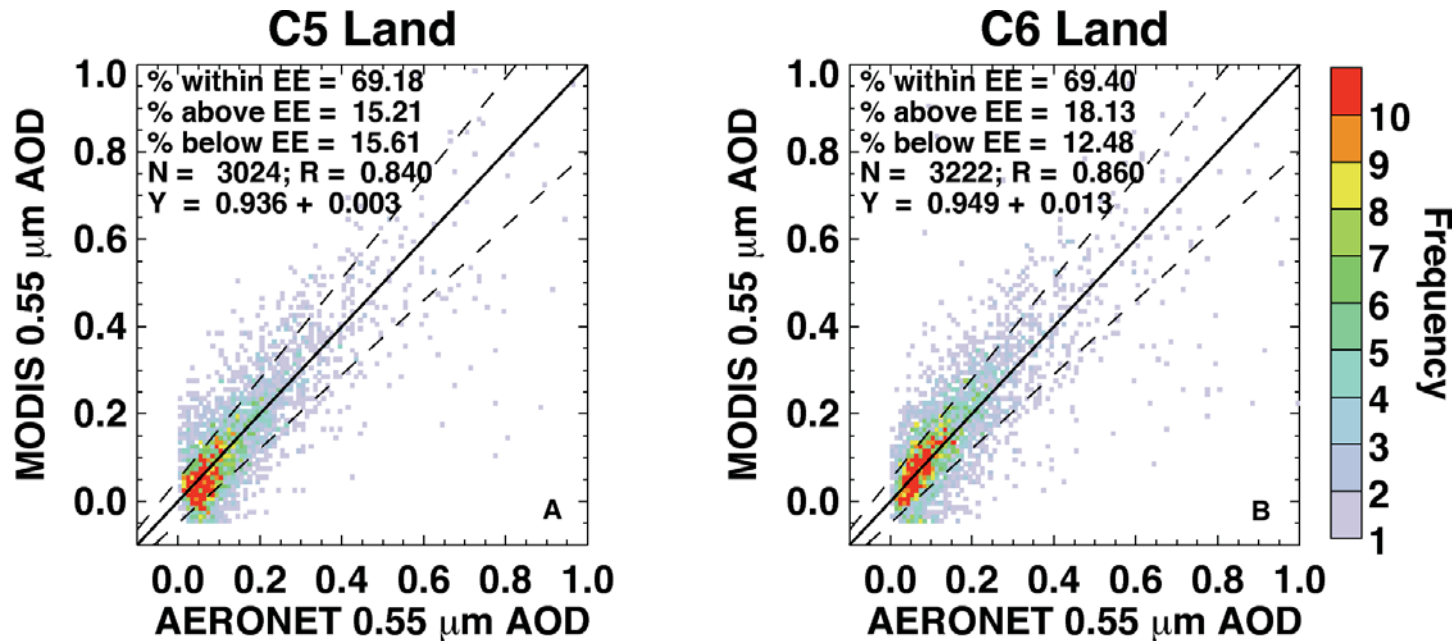 C5 Land
% within EE = 69.18
% above EE = 15.21
% below EE = 15.61
N = 3024; R = 0.840
Y = 0.936 + 0.003
1.0
0.8
0.6
0.4
0.2
0.0
MODIS 0.55 μm AOD
A
0.0 0.2 0.4 0.6 0.8 1.0
AERONET 0.55 μm AOD
C6 Land
% within EE = 69.40
% above EE = 18.13
% below EE = 12.48
N = 3222; R = 0.860
Y = 0.949 + 0.013
1.0
0.8
0.6
0.4
0.2
0.0
MODIS 0.55 μm AOD
B
0.0 0.2 0.4 0.6 0.8 1.0
AERONET 0.55 μm AOD
10
9
8
7
6
5
4
3
2
1
Frequency